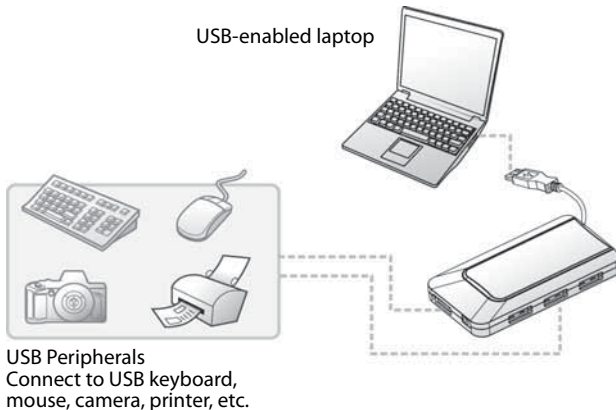 USB-enabled laptop
USB Peripherals
Connect to USB keyboard,
mouse, camera, printer, etc.